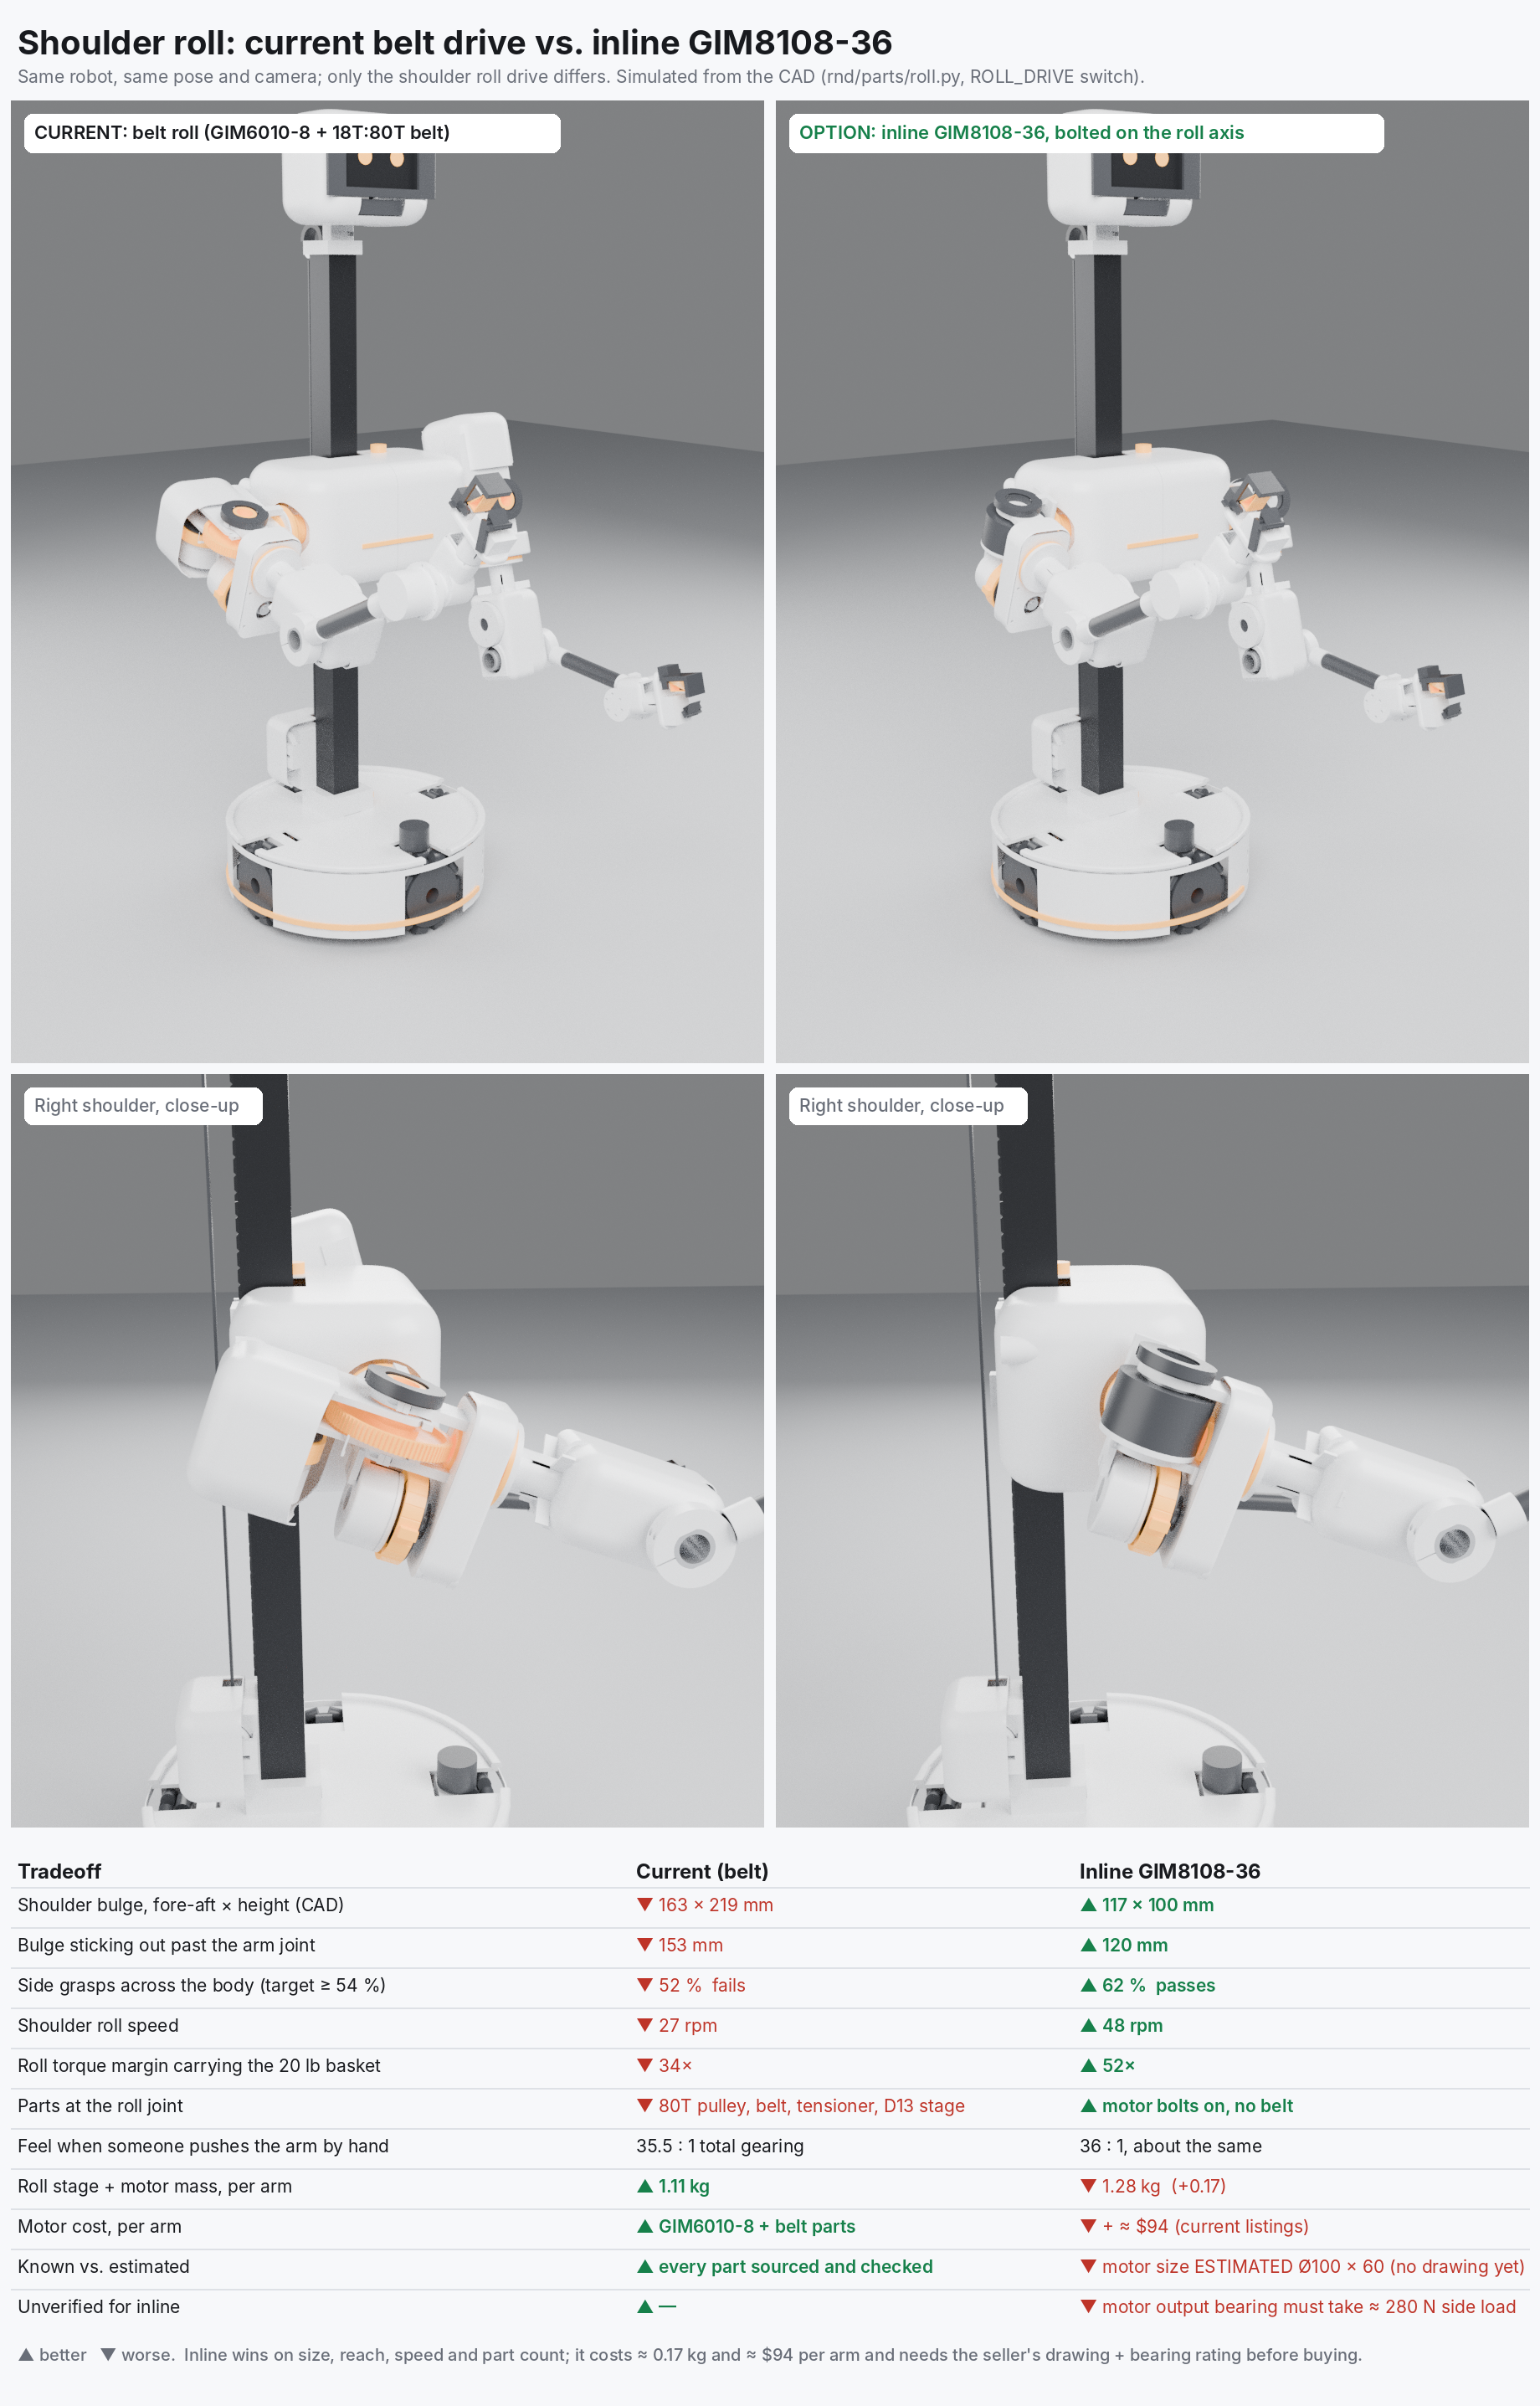 Shoulder roll: current belt drive vs. inline GIM8108-36
Same robot, same pose and camera; only the shoulder roll drive differs. Simulated from the CAD (rnd/parts/roll.py, ROLL_DRIVE switch).
CURRENT: belt roll (GIM6010-8 + 18T:80T belt)
OPTION: inline GIM8108-36, bolted on the roll axis
Right shoulder, close-up
Right shoulder, close-up
Tradeoff Current (belt) Inline GIM8108-36
Shoulder bulge, fore-aft × height (CAD) ▼ 163 × 219 mm ▲ 117 × 100 mm
Bulge sticking out past the arm joint ▼ 153 mm ▲ 120 mm
Side grasps across the body (target ≥ 54 %) ▼ 52 % fails ▲ 62 % passes
Shoulder roll speed ▼ 27 rpm ▲ 48 rpm
Roll torque margin carrying the 20 lb basket ▼ 34× ▲ 52×
Parts at the roll joint ▼ 80T pulley, belt, tensioner, D13 stage ▲ motor bolts on, no belt
Feel when someone pushes the arm by hand 35.5 : 1 total gearing 36 : 1, about the same
Roll stage + motor mass, per arm ▲ 1.11 kg ▼ 1.28 kg (+0.17)
Motor cost, per arm ▲ GIM6010-8 + belt parts ▼ + ≈ $94 (current listings)
Known vs. estimated ▲ every part sourced and checked ▼ motor size ESTIMATED Ø100 × 60 (no drawing yet)
Unverified for inline ▲ — ▼ motor output bearing must take ≈ 280 N side load
▲ better ▼ worse. Inline wins on size, reach, speed and part count; it costs ≈ 0.17 kg and ≈ $94 per arm and needs the seller's drawing + bearing rating before buying.